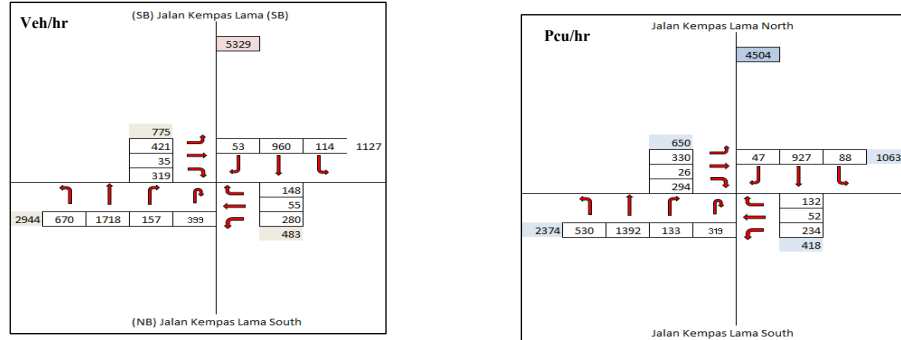 (SB) Jalan Kempas Lama (SB)
Veh/hr
5329
775
421
35
319
53 960 114 1127
148
55
280
483
2944 670 1718 157 399
(NB) Jalan Kempas Lama South
Jalan Kempas Lama North
Pcu/hr
4504
650
330
26
294
47 927 88 1063
132
52
234
418
2374 530 1392 133 319
Jalan Kempas Lama South